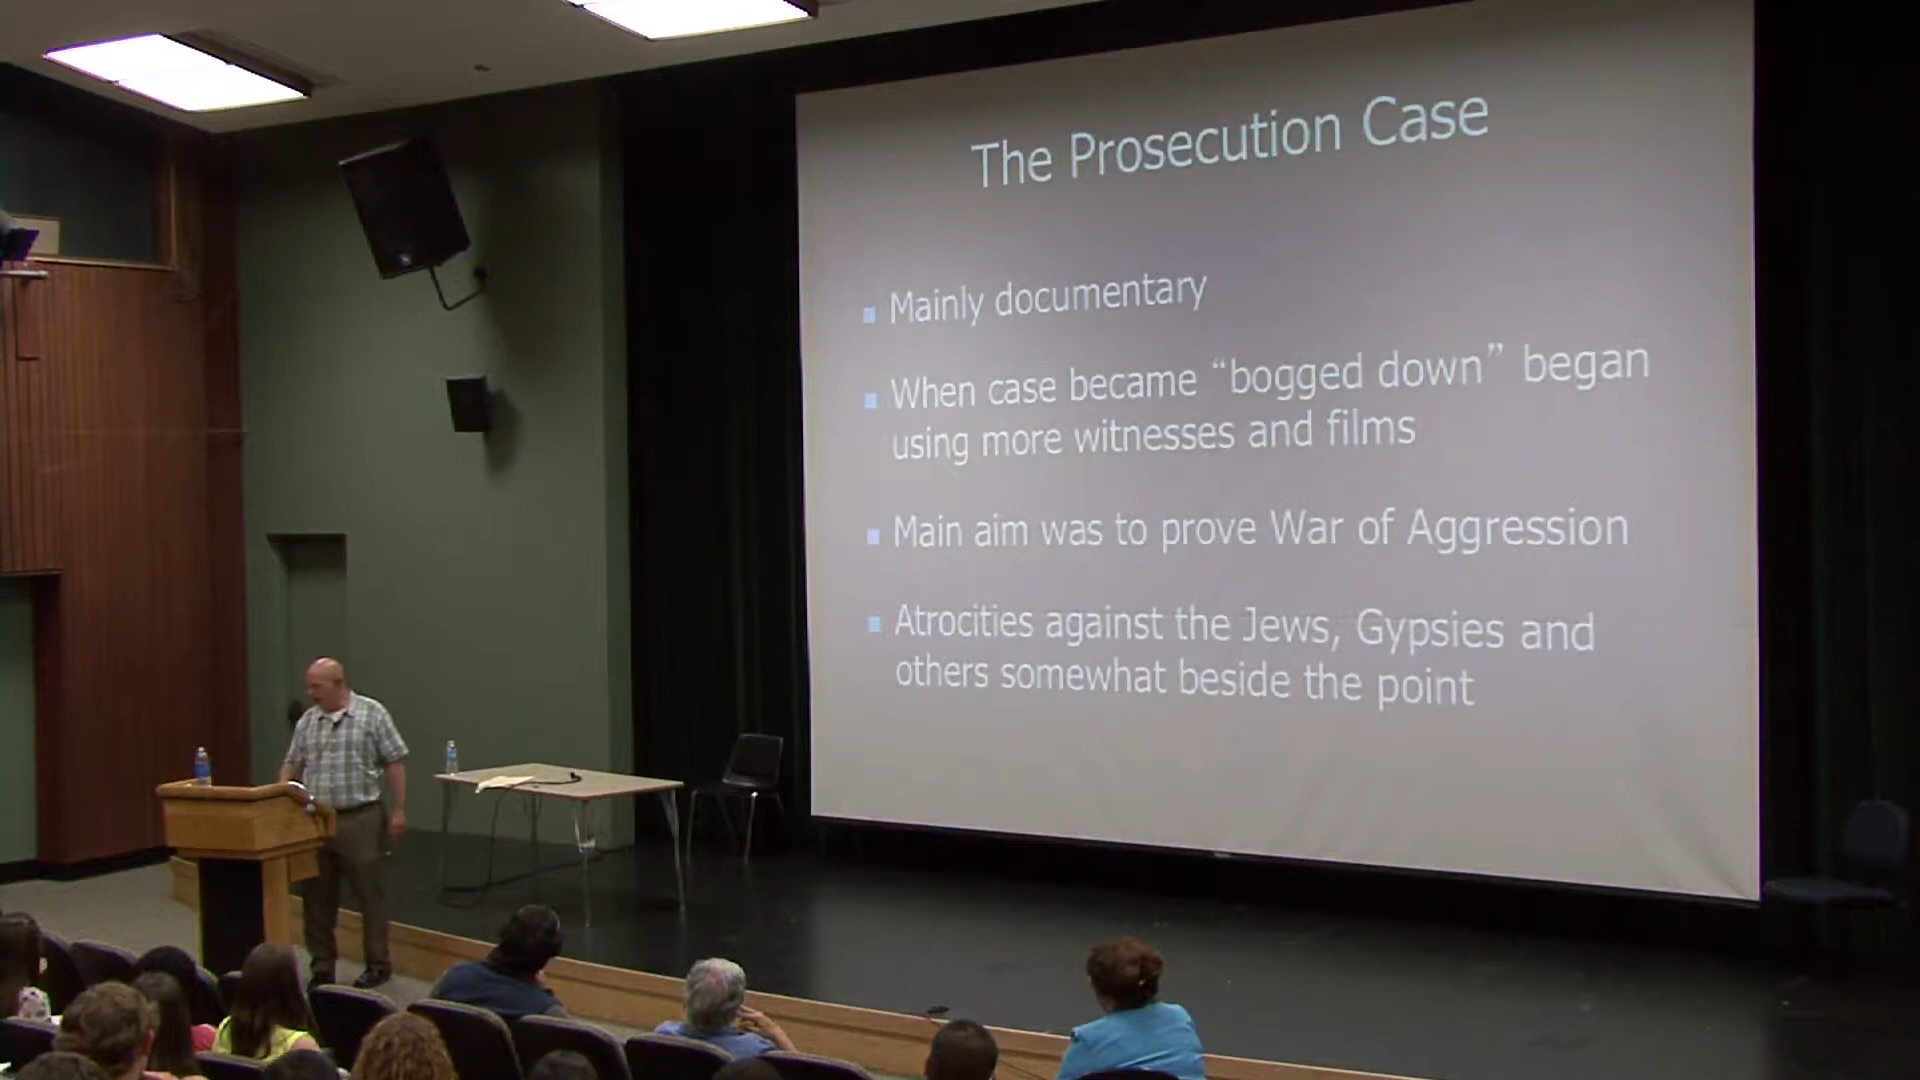 The Prosecution Case
Mainly documentary
When case became “bogged down” began
using more witnesses and films
Main aim was to prove War of Aggression
Atrocities against the Jews, Gypsies and
others somewhat beside the point